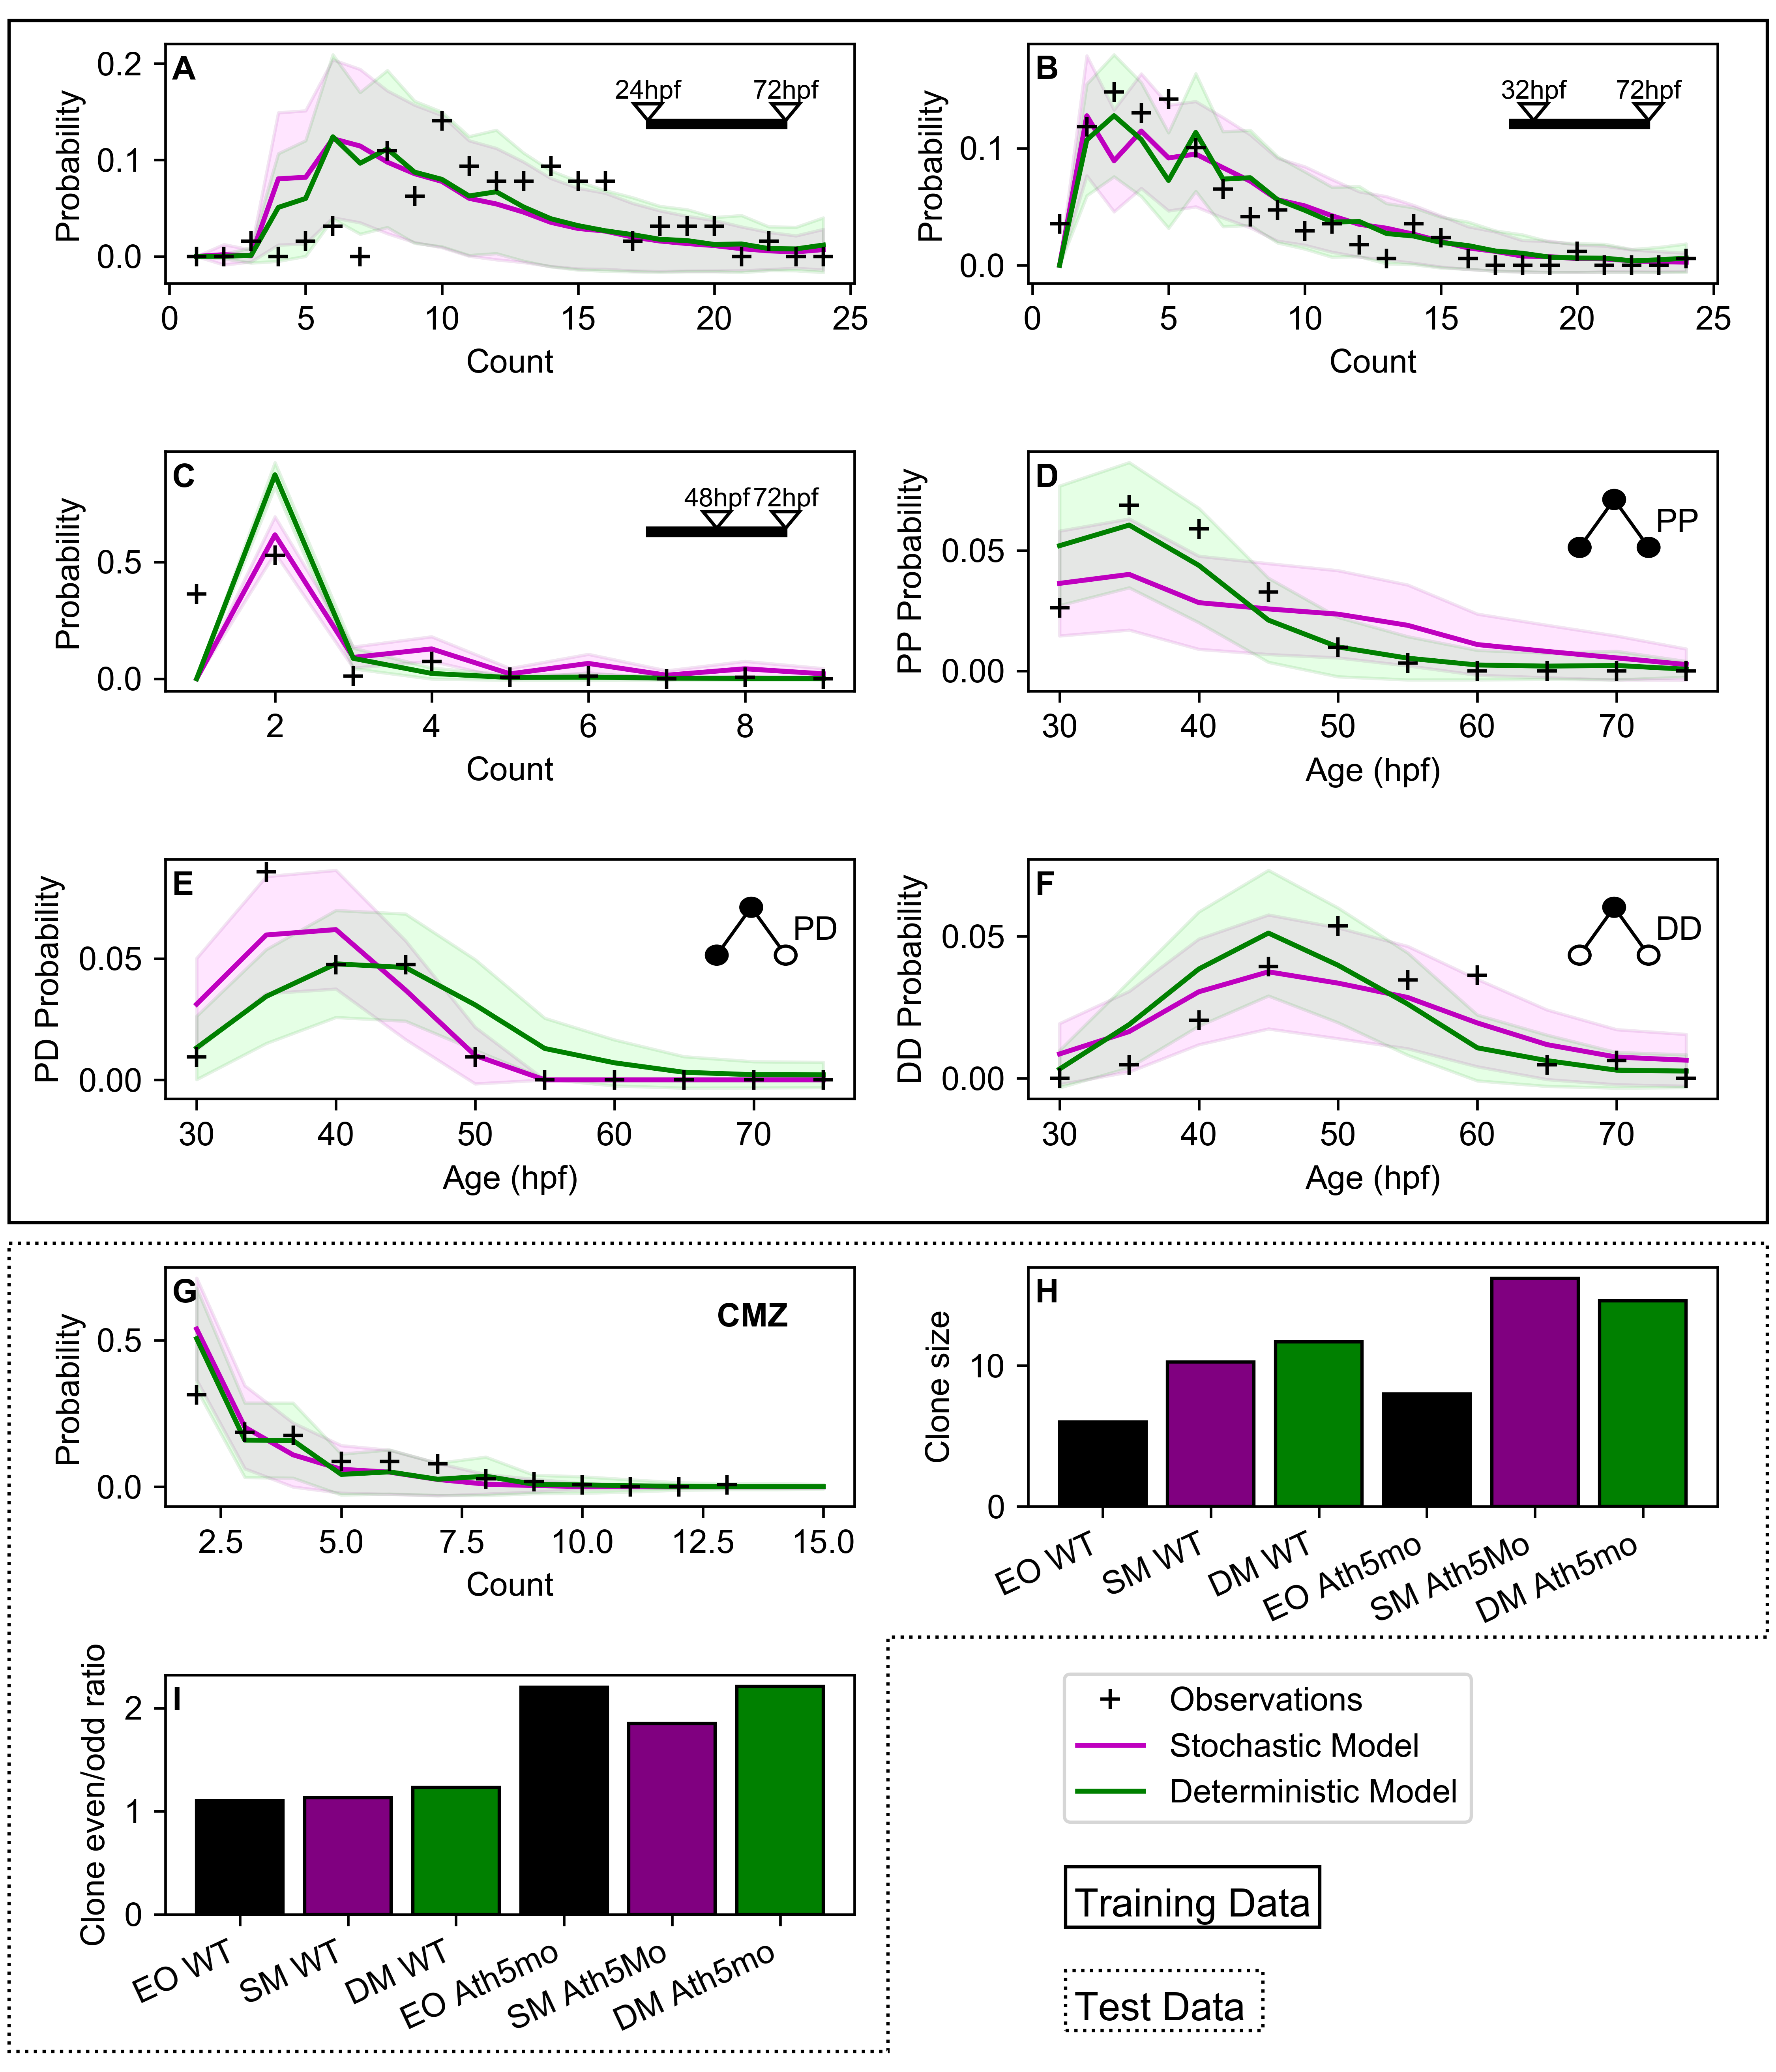 A
24hpf 72hpf
Probability
0.2
0.1
0.0
0 5 10 15 20 25
Count
B
32hpf 72hpf
Probability
0.1
0.0
0 5 10 15 20 25
Count
C
48hpf 72hpf
Probability
0.5
0.0
2 4 6 8
Count
D
PP
PP Probability
0.05
0.00
30 40 50 60 70
Age (hpf)
E
PD
PD Probability
0.05
0.00
30 40 50 60 70
Age (hpf)
F
DD
DD Probability
0.05
0.00
30 40 50 60 70
Age (hpf)
G
CMZ
Probability
0.5
0.0
2.5 5.0 7.5 10.0 12.5 15.0
Count
H
Clone size
10
0
EO WT
SM WT
DM WT
EO Ath5mo
SM Ath5Mo
DM Ath5mo
I
Clone even/odd ratio
2
1
0
EO WT
SM WT
DM WT
EO Ath5mo
SM Ath5Mo
DM Ath5mo
Observations
Stochastic Model
Deterministic Model
Training Data
Test Data